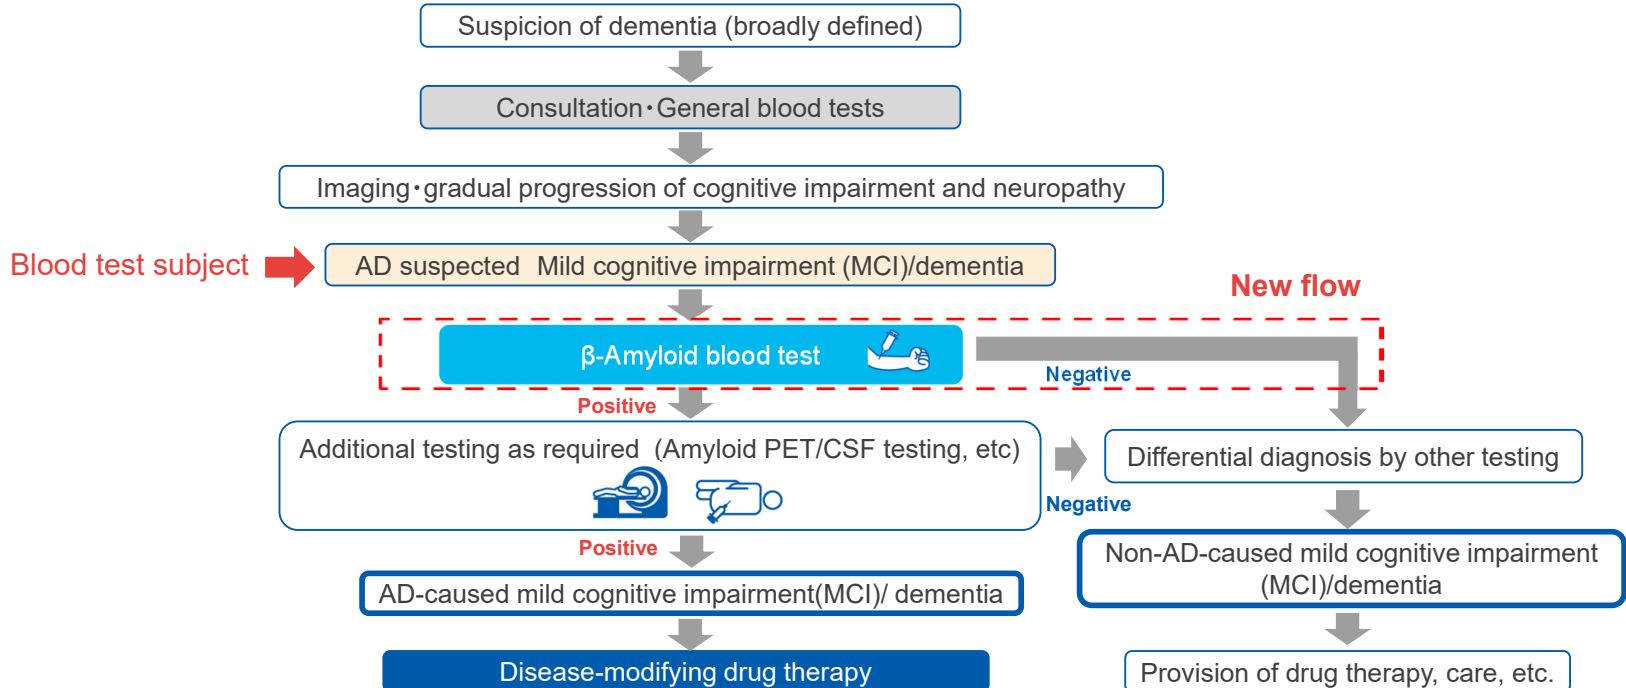 Suspicion of dementia (broadly defined)
Consultation･General blood tests
Imaging･gradual progression of cognitive impairment and neuropathy
Blood test subject
AD suspected Mild cognitive impairment (MCI)/dementia
New flow
β-Amyloid blood test
Negative
Positive
Additional testing as required (Amyloid PET/CSF testing, etc)
Differential diagnosis by other testing
Negative
Positive
Non-AD-caused mild cognitive impairment
(MCI)/dementia
AD-caused mild cognitive impairment(MCI)/ dementia
Disease-modifying drug therapy
Provision of drug therapy, care, etc.